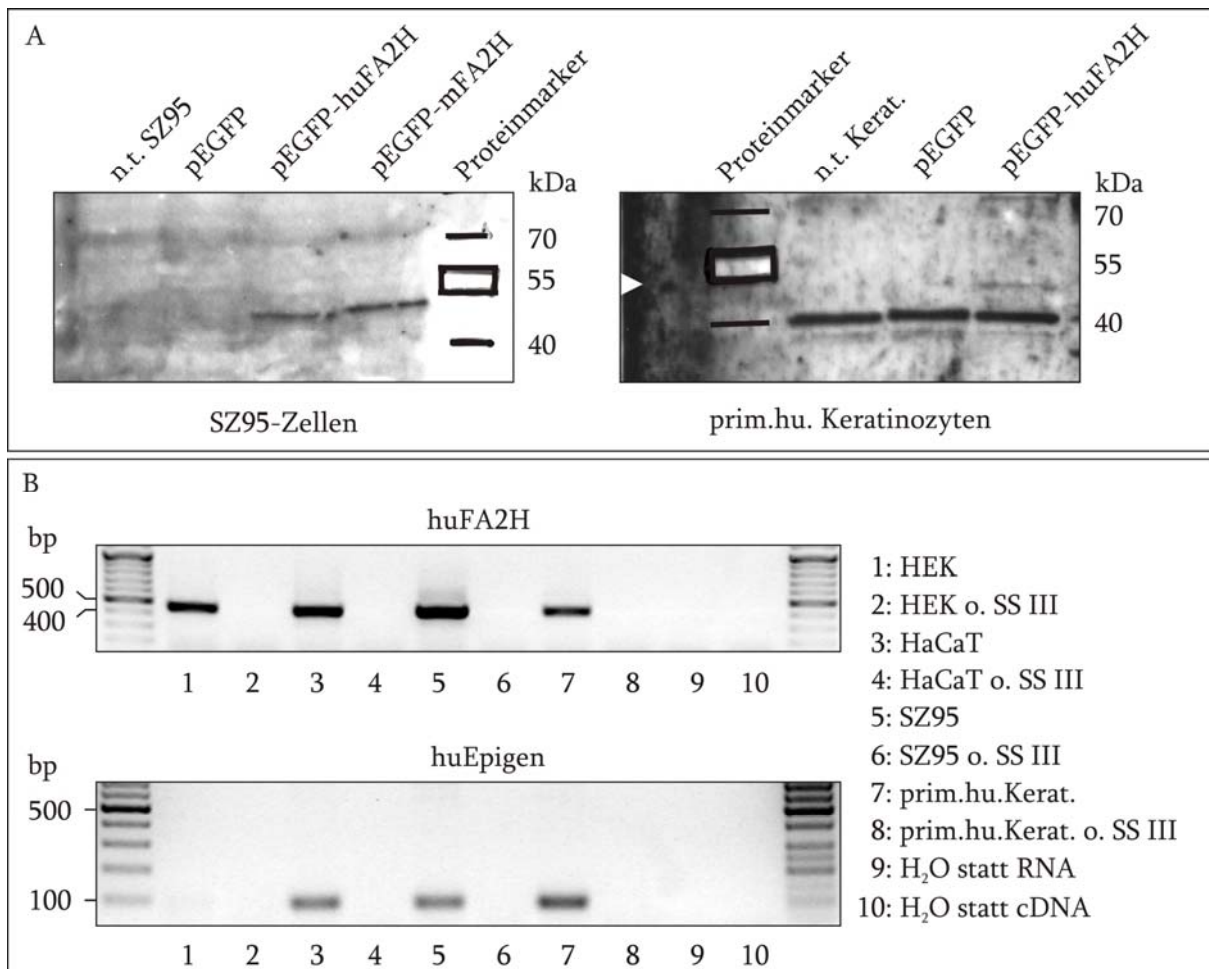 A
n.t. SZ95
pEGFP
pEGFP-huFA2H
pEGFP-mFA2H
Proteinmarker
kDa
70
55
40
SZ95-Zellen
Proteinmarker
n.t. Kerat.
pEGFP
pEGFP-huFA2H
kDa
70
55
40
prim.hu. Keratinozyten
B
huFA2H
bp
500
400
1 2 3 4 5 6 7 8 9 10
huEpigen
bp
500
100
1 2 3 4 5 6 7 8 9 10
1: HEK
2: HEK o. SS III
3: HaCaT
4: HaCaT o. SS III
5: SZ95
6: SZ95 o. SS III
7: prim.hu.Kerat.
8: prim.hu.Kerat. o. SS III
9: H₂O statt RNA
10: H₂O statt cDNA